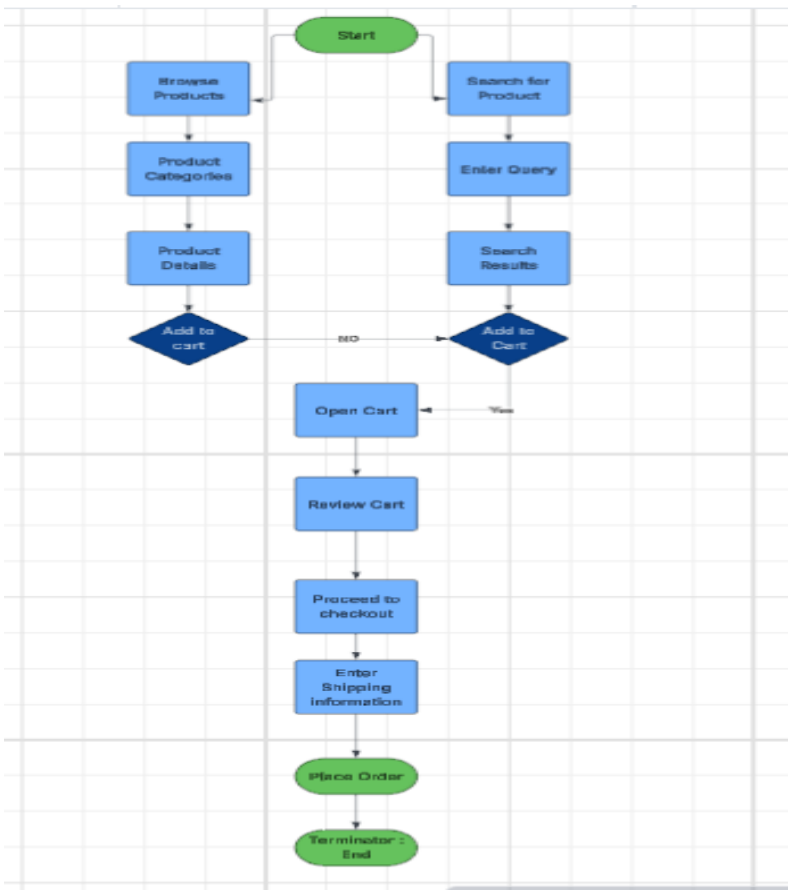 Start
Browse
Products
Search for
Product
Product
Categories
Enter Query
Product
Details
Search
Results
Add to
cart
NO
Add to
Cart
Open Cart
Yes
Review Cart
Proceed to
checkout
Enter
Shipping
information
Place Order
Terminator :
End